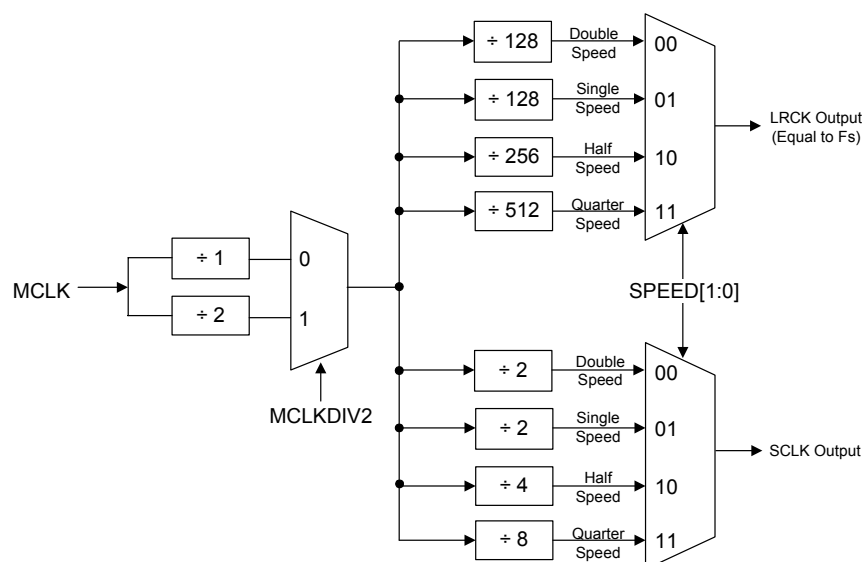 ÷ 128
Double
Speed
00
÷ 128
Single
Speed
01
LRCK Output
(Equal to Fs)
÷ 256
Half
Speed
10
÷ 512
Quarter
Speed
11
÷ 1
0
MCLK
÷ 2
1
SPEED[1:0]
MCLKDIV2
÷ 2
Double
Speed
00
÷ 2
Single
Speed
01
SCLK Output
÷ 4
Half
Speed
10
÷ 8
Quarter
Speed
11